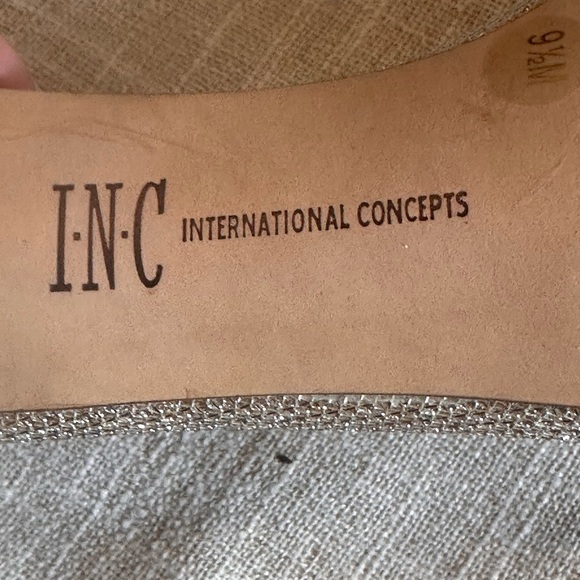 9½M
I·N·C INTERNATIONAL CONCEPTS